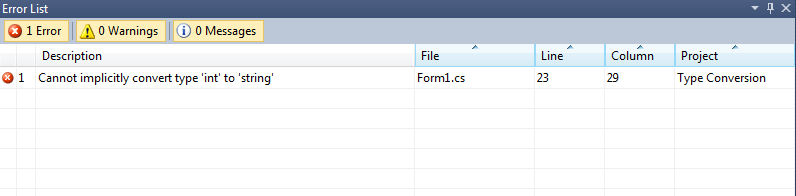 Error List
1 Error 0 Warnings 0 Messages
Description File Line Column Project
1 Cannot implicitly convert type 'int' to 'string' Form1.cs 23 29 Type Conversion